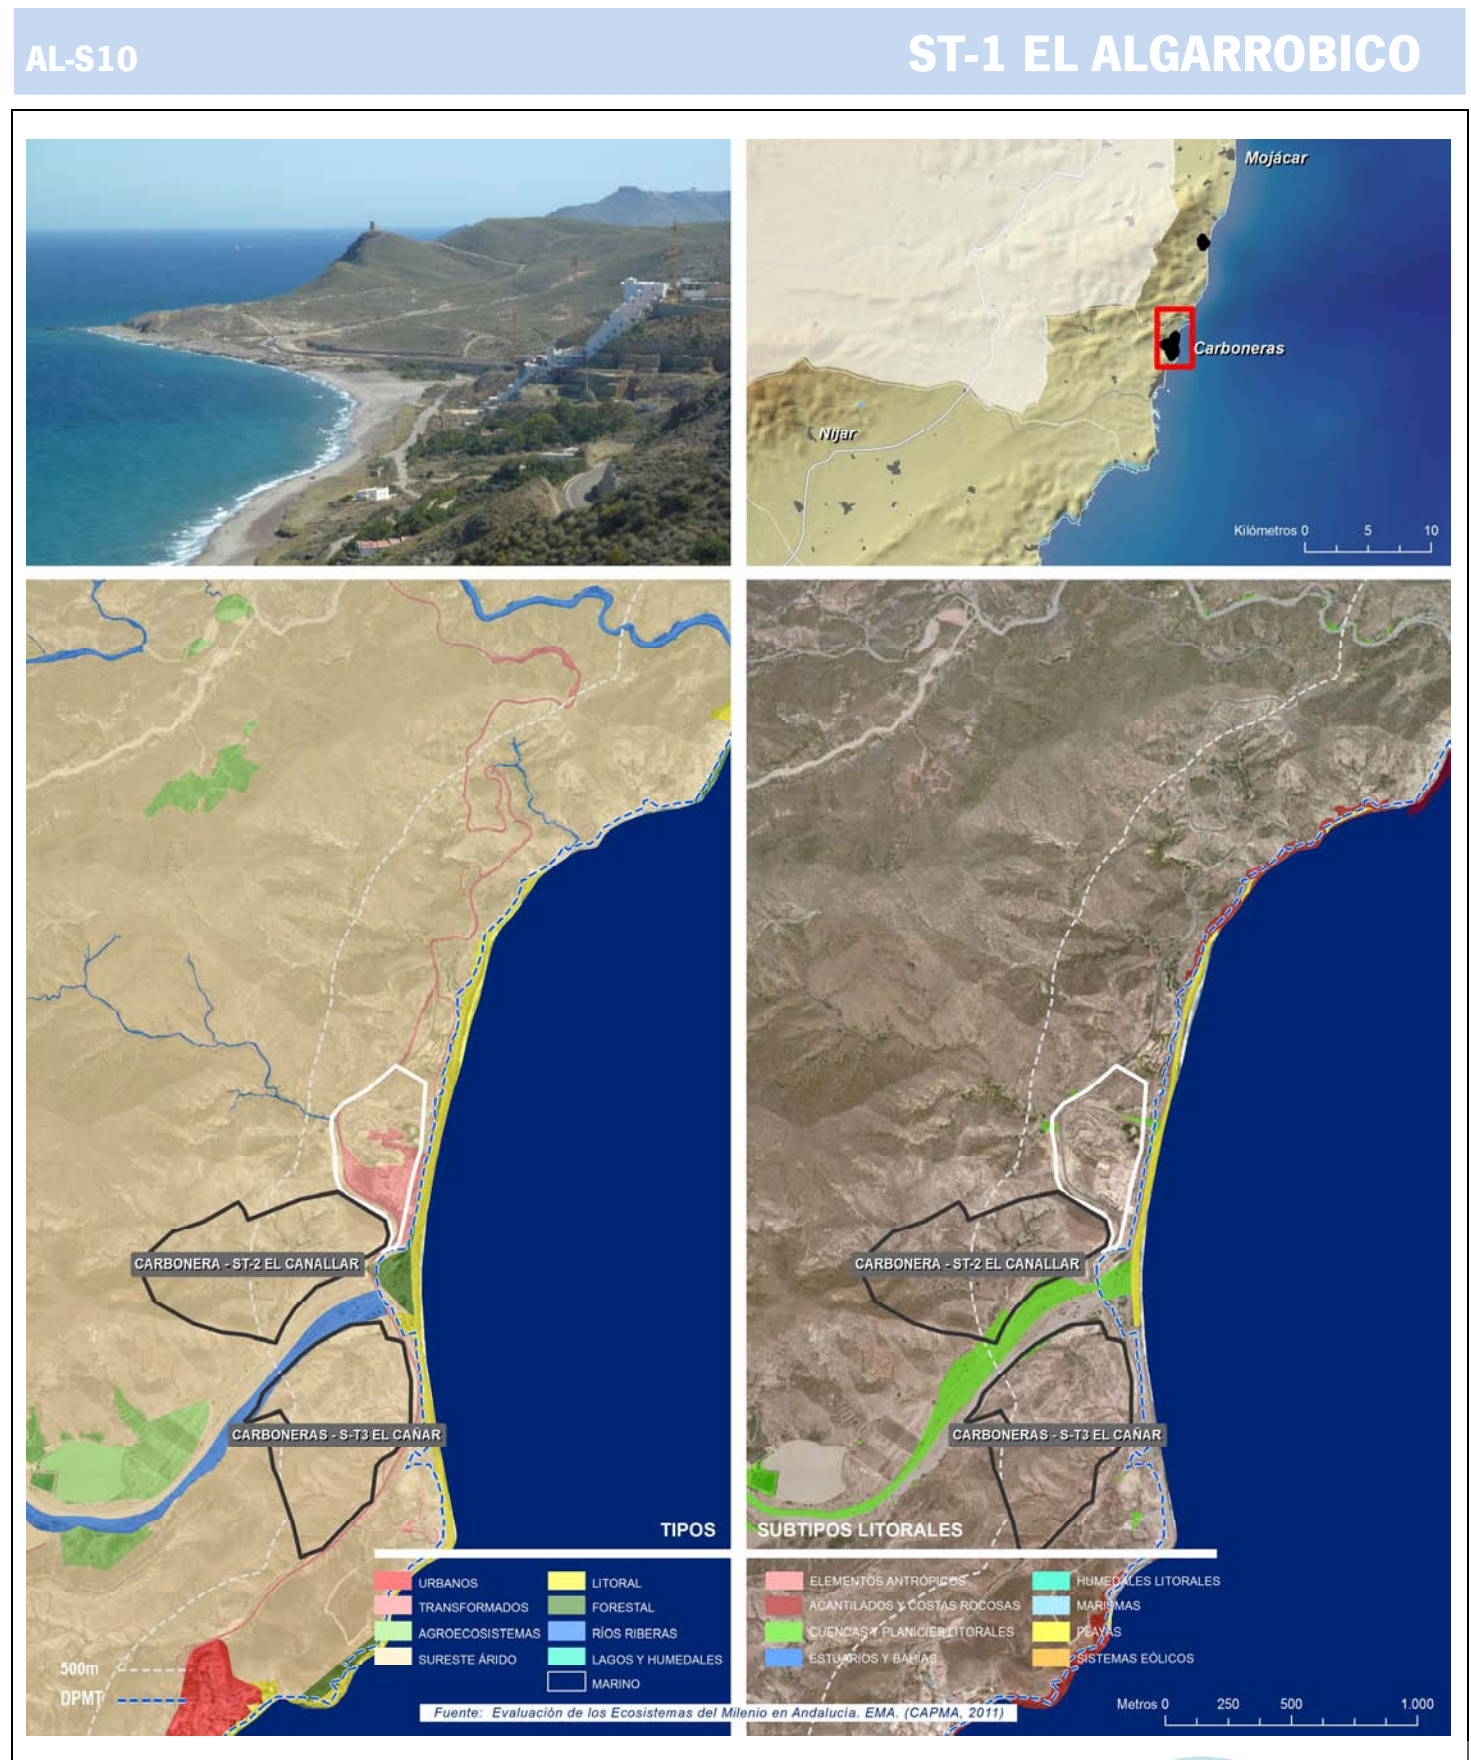 AL-S10
ST-1 EL ALGARROBICO
Mojácar
Carboneras
Níjar
Kilómetros 0 5 10
CARBONERA - ST-2 EL CANALLAR
CARBONERAS - S-T3 EL CAÑAR
TIPOS
URBANOS
TRANSFORMADOS
AGROECOSISTEMAS
SURESTE ÁRIDO
LITORAL
FORESTAL
RÍOS RIBERAS
LAGOS Y HUMEDALES
MARINO
500m
DPMT
CARBONERA - ST-2 EL CANALLAR
CARBONERAS - S-T3 EL CAÑAR
SUBTIPOS LITORALES
ELEMENTOS ANTRÓPICOS
ACANTILADOS Y COSTAS ROCOSAS
CUENCAS Y PLANICIES LITORALES
ESTUARIOS Y BAHÍAS
HUMEDALES LITORALES
MARISMAS
PLAYAS
SISTEMAS EÓLICOS
Metros 0 250 500 1.000
Fuente: Evaluación de los Ecosistemas del Milenio en Andalucía. EMA. (CAPMA, 2011)